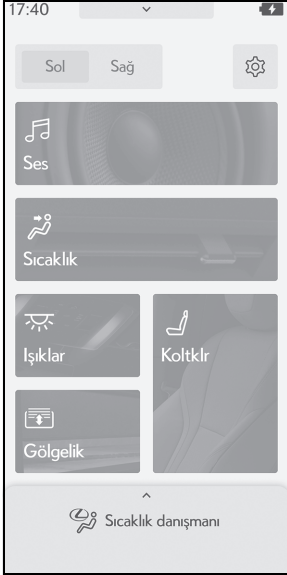 17:40
Sol Sağ
Ses
Sıcaklık
Işıklar Koltklr
Gölgelik
Sıcaklık danışmanı